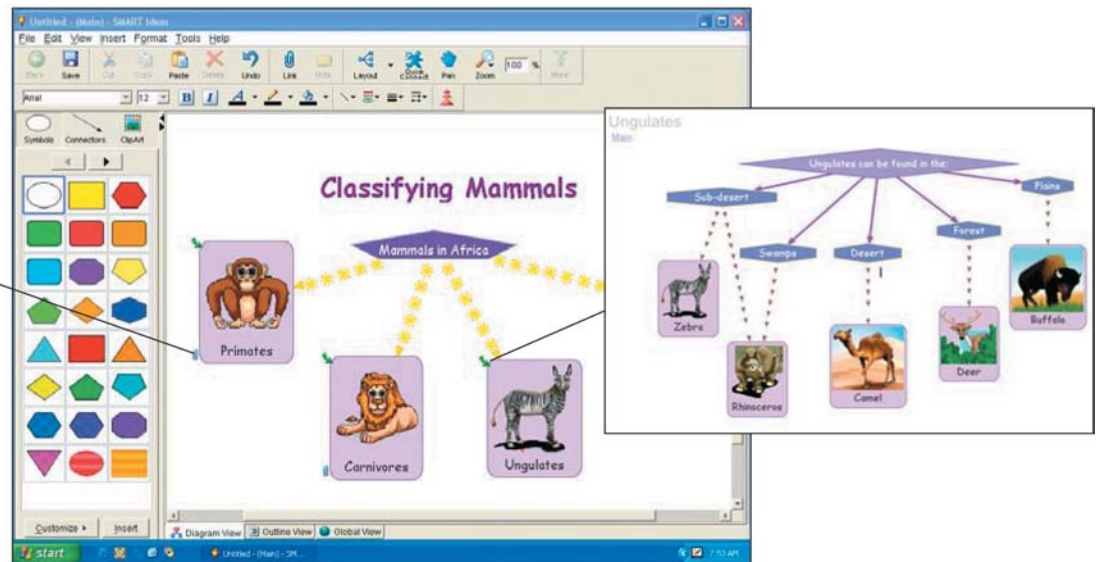 Untitled - (Main) - SMART Ideas
File Edit View Insert Format Tools Help
Back Save Cut Copy Paste Delete Undo Link Note Layout Quick Connect Pan Zoom 100 % More
Arial 12 B I A
Symbols Connectors ClipArt
Classifying Mammals
Mammals in Africa
Primates
Carnivores
Ungulates
Customize Insert
Diagram View Outline View Global View
start Untitled - (Main) - SM... 7:53 AM
Ungulates
Main
Ungulates can be found in the:
Plains
Sub-desert
Forest
Swamps Desert
Zebra
Buffalo
Deer
Rhinoceros
Camel